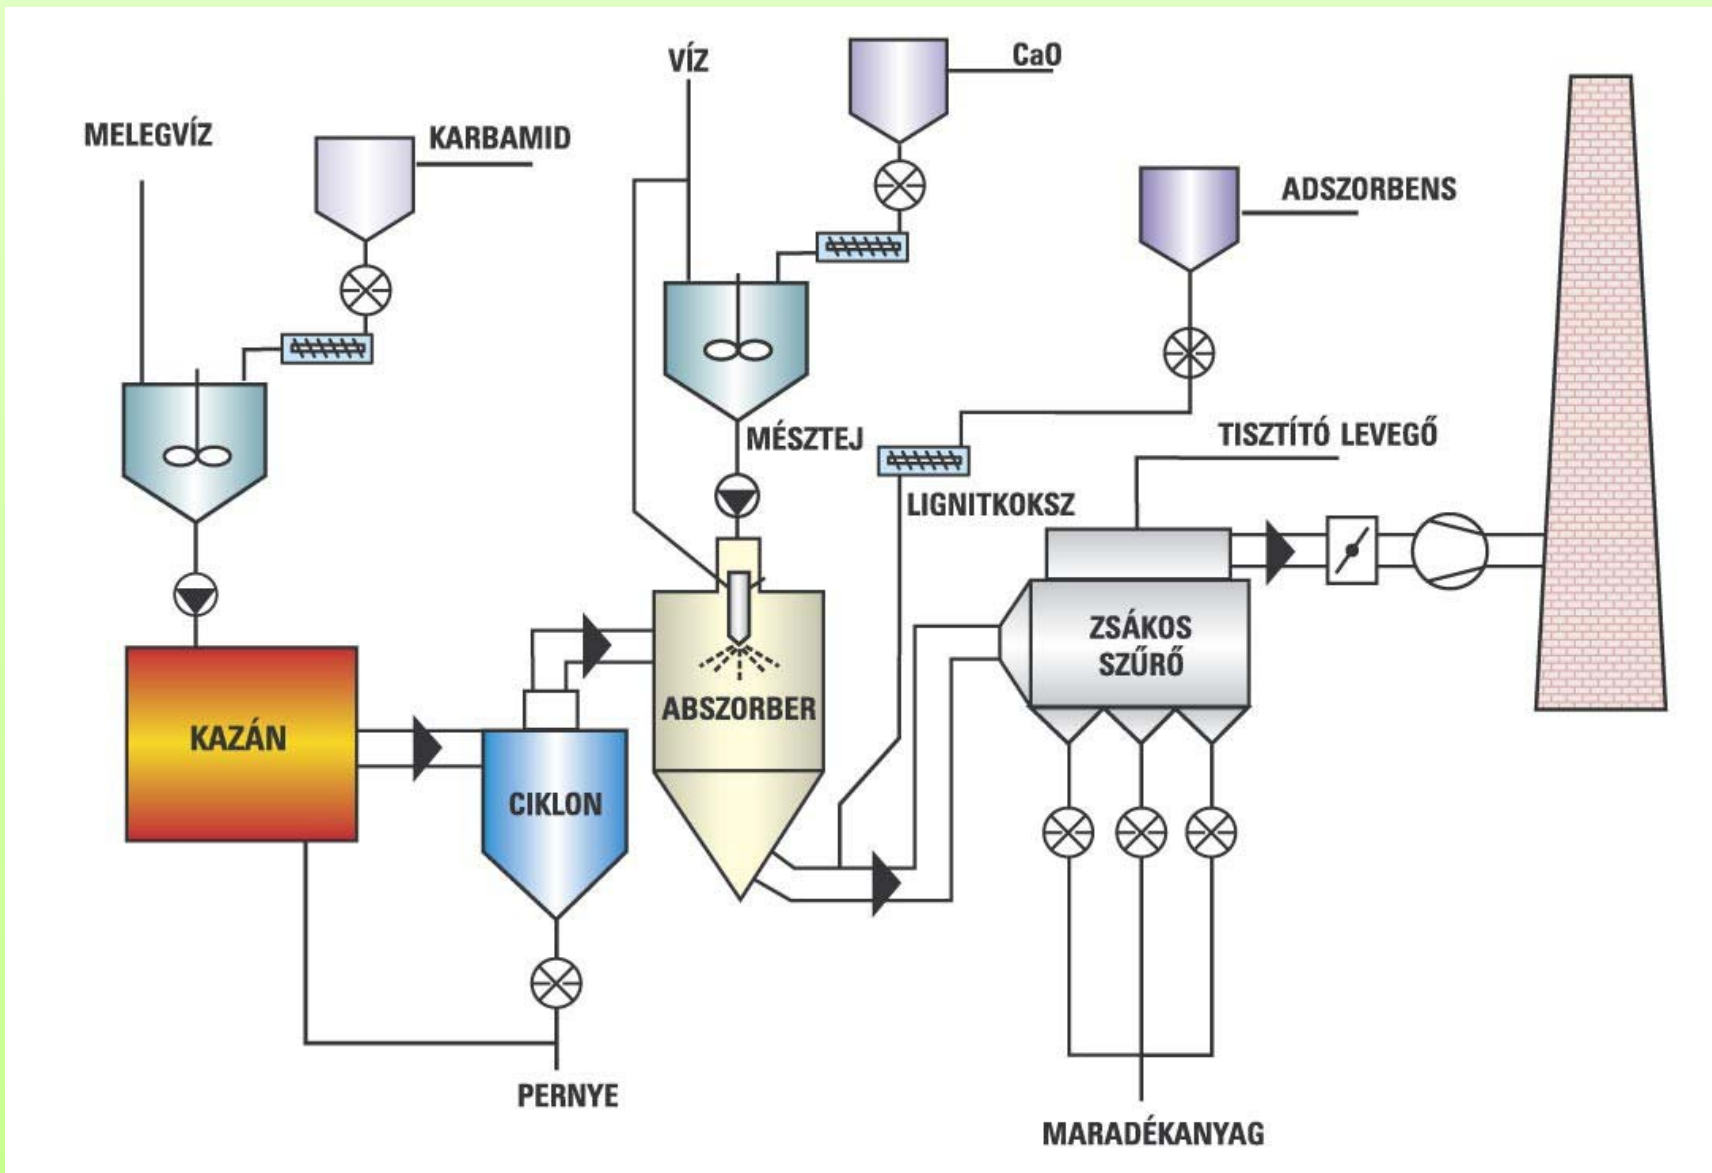 VÍZ
CaO
MELEGVÍZ
KARBAMID
ADSZORBENS
MÉSZTEJ
TISZTÍTÓ LEVEGŐ
LIGNITKOKSZ
ZSÁKOS
SZŰRŐ
ABSZORBER
KAZÁN
CIKLON
PERNYE
MARADÉKANYAG